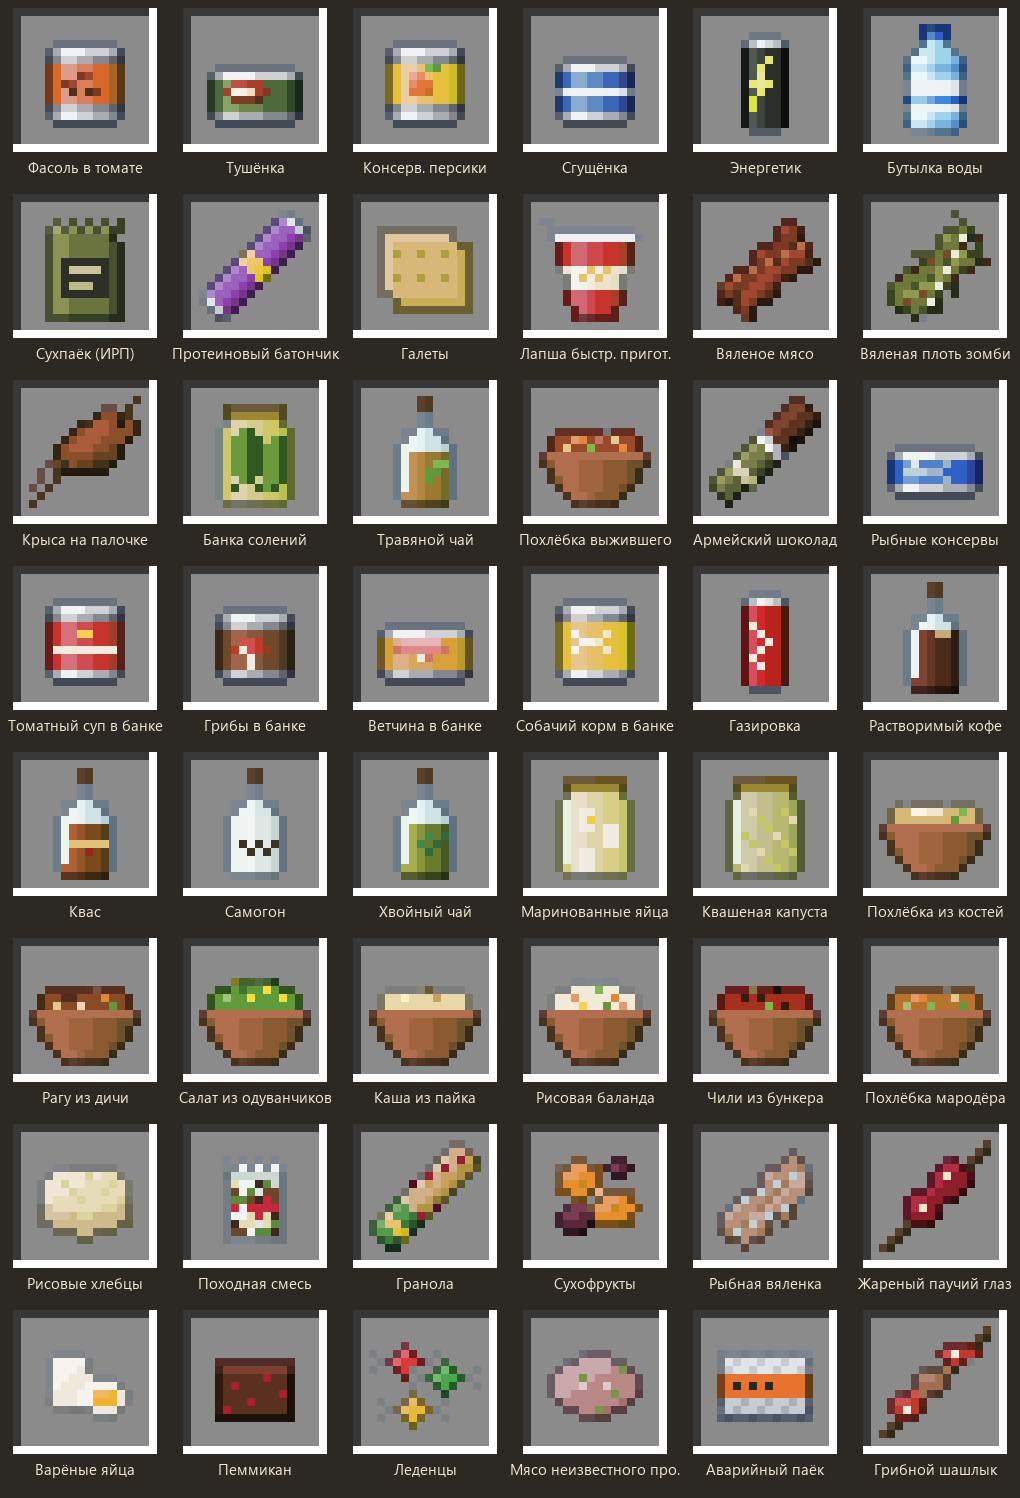 Фасоль в томате
Тушёнка
Консерв. персики
Сгущёнка
Энергетик
Бутылка воды
Сухпаёк (ИРП)
Протеиновый батончик
Галеты
Лапша быстр. пригот.
Вяленое мясо
Вяленая плоть зомби
Крыса на палочке
Банка солений
Травяной чай
Похлёбка выжившего
Армейский шоколад
Рыбные консервы
Томатный суп в банке
Грибы в банке
Ветчина в банке
Собачий корм в банке
Газировка
Растворимый кофе
Квас
Самогон
Хвойный чай
Маринованные яйца
Квашеная капуста
Похлёбка из костей
Рагу из дичи
Салат из одуванчиков
Каша из пайка
Рисовая баланда
Чили из бункера
Похлёбка мародёра
Рисовые хлебцы
Походная смесь
Гранола
Сухофрукты
Рыбная вяленка
Жареный паучий глаз
Варёные яйца
Пеммикан
Леденцы
Мясо неизвестного про.
Аварийный паёк
Грибной шашлык